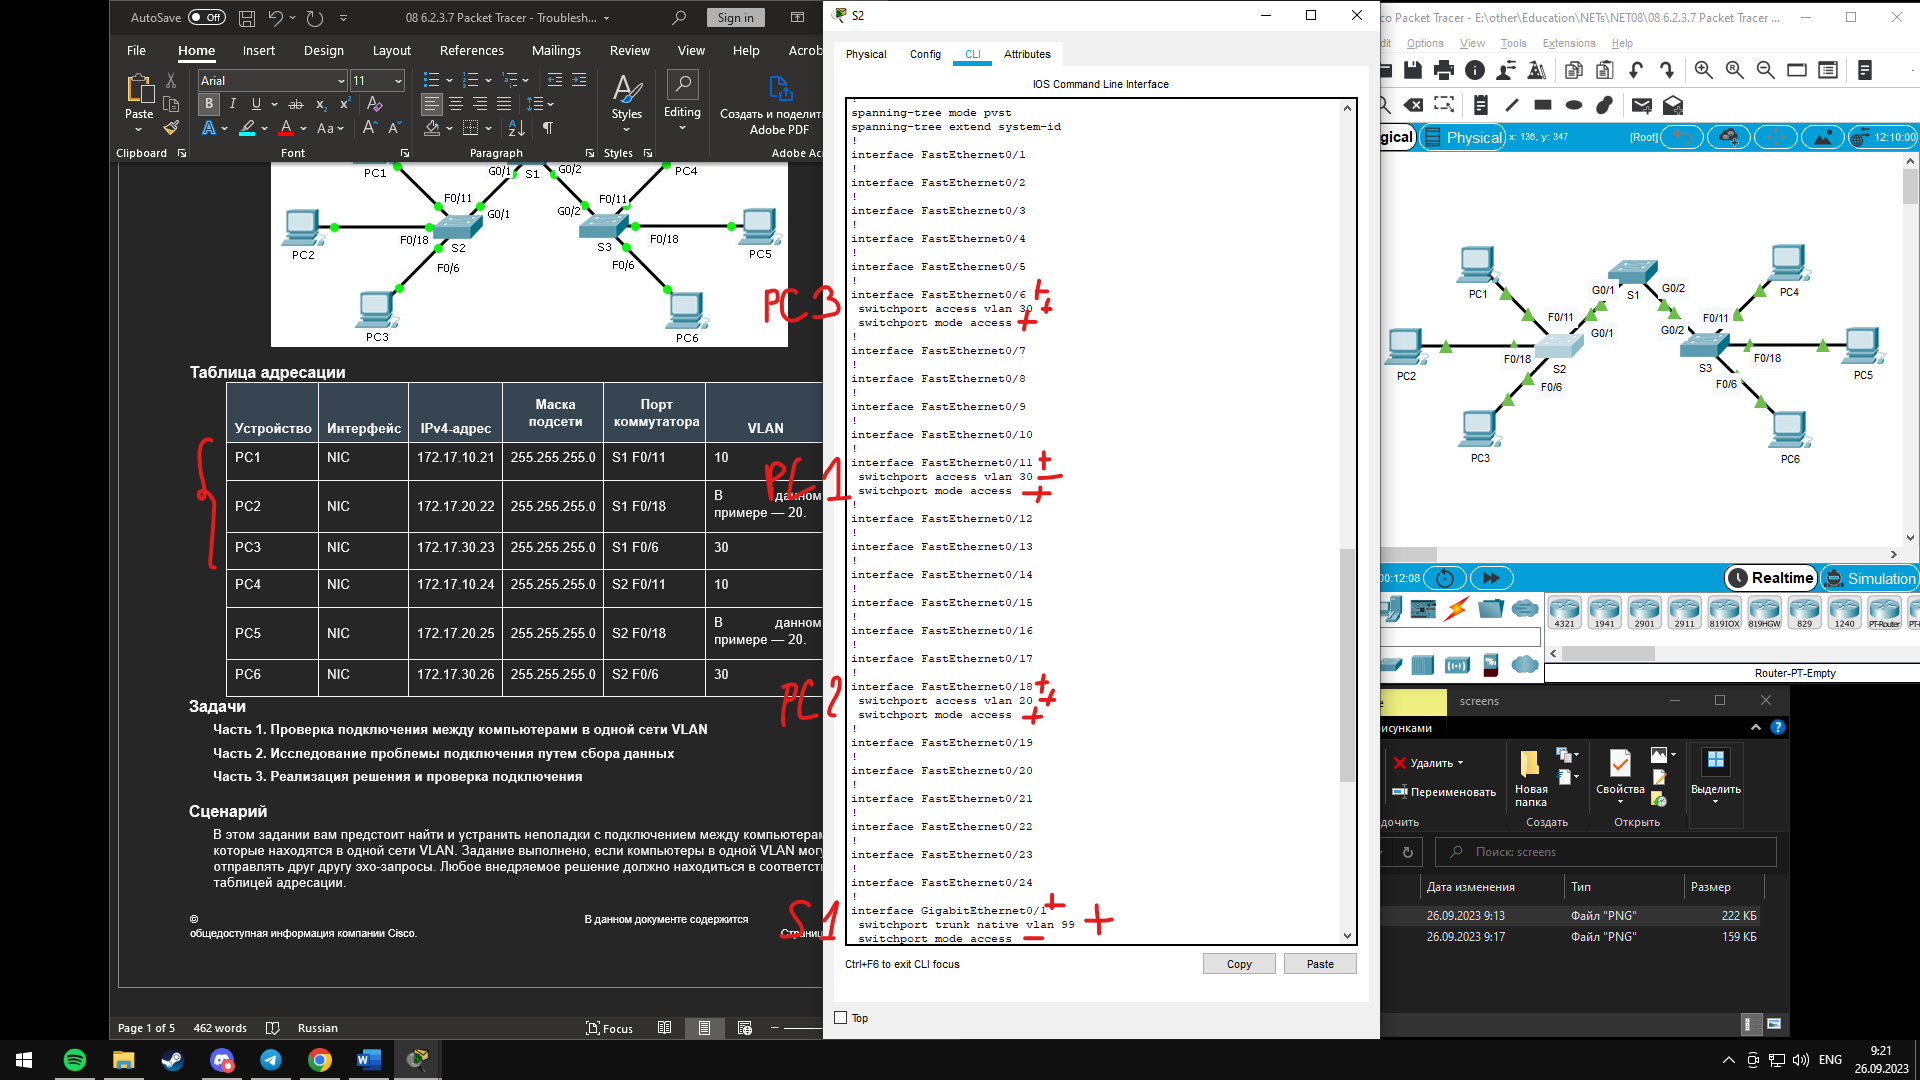 AutoSave Off 08 6.2.3.7 Packet Tracer - Troublesh... Sign in
File Home Insert Design Layout References Mailings Review View Help Acrob
Paste
Arial 11
Editing
Styles
Создать и поделить
Adobe PDF
Clipboard Font Paragraph Styles Adobe Acr
PC1 G0/1 S1 G0/2 PC4
F0/11 G0/1 G0/2 F0/11
F0/18 S2 S3 F0/18
PC2 F0/6 F0/6 PC5
PC3 PC6
Таблица адресации
Устройство Интерфейс IPv4-адрес Маска подсети Порт коммутатора VLAN
PC1 NIC 172.17.10.21 255.255.255.0 S1 F0/11 10
PC2 NIC 172.17.20.22 255.255.255.0 S1 F0/18 В данном примере — 20.
PC3 NIC 172.17.30.23 255.255.255.0 S1 F0/6 30
PC4 NIC 172.17.10.24 255.255.255.0 S2 F0/11 10
PC5 NIC 172.17.20.25 255.255.255.0 S2 F0/18 В данном примере — 20.
PC6 NIC 172.17.30.26 255.255.255.0 S2 F0/6 30
Задачи
Часть 1. Проверка подключения между компьютерами в одной сети VLAN
Часть 2. Исследование проблемы подключения путем сбора данных
Часть 3. Реализация решения и проверка подключения
Сценарий
В этом задании вам предстоит найти и устранить неполадки с подключением между компьютерам
которые находятся в одной сети VLAN. Задание выполнено, если компьютеры в одной VLAN могу
отправлять друг другу эхо-запросы. Любое внедряемое решение должно находиться в соответст
таблицей адресации.
© В данном документе содержится
общедоступная информация компании Cisco. Страниц
Page 1 of 5 462 words Russian Focus
S2
Physical Config CLI Attributes
IOS Command Line Interface
!
spanning-tree mode pvst
spanning-tree extend system-id
!
interface FastEthernet0/1
!
interface FastEthernet0/2
!
interface FastEthernet0/3
!
interface FastEthernet0/4
!
interface FastEthernet0/5
!
PC3
interface FastEthernet0/6 +
switchport access vlan 30 +
switchport mode access +
!
interface FastEthernet0/7
!
interface FastEthernet0/8
!
interface FastEthernet0/9
!
interface FastEthernet0/10
!
PC1
interface FastEthernet0/11 +
switchport access vlan 30 —
switchport mode access +
!
interface FastEthernet0/12
!
interface FastEthernet0/13
!
interface FastEthernet0/14
!
interface FastEthernet0/15
!
interface FastEthernet0/16
!
interface FastEthernet0/17
!
PC2
interface FastEthernet0/18 +
switchport access vlan 20 +
switchport mode access +
!
interface FastEthernet0/19
!
interface FastEthernet0/20
!
interface FastEthernet0/21
!
interface FastEthernet0/22
!
interface FastEthernet0/23
!
interface FastEthernet0/24
!
S1
interface GigabitEthernet0/1 +
switchport trunk native vlan 99 +
switchport mode access —
Ctrl+F6 to exit CLI focus Copy Paste
Top
co Packet Tracer - E:\other\Education\NETs\NET08\08 6.2.3.7 Packet Tracer ...
dit Options View Tools Extensions Help
gical Physical x: 136, y: 347 [Root] 12:10:00
PC1 G0/1 S1 G0/2 PC4
F0/11 G0/1 G0/2 F0/11
PC2 F0/18 S2 S3 F0/18 PC5
F0/6 F0/6
PC3 PC6
00:12:08 Realtime Simulation
4321 1941 2901 2911 819IOX 819HGW 829 1240 PT-Router
Router-PT-Empty
screens
исунками
Удалить
Переименовать
Новая папка
Свойства
Выделить
дочить Создать Открыть
Поиск: screens
Дата изменения Тип Размер
26.09.2023 9:13 Файл "PNG" 222 КБ
26.09.2023 9:17 Файл "PNG" 159 КБ
ENG 9:21
26.09.2023